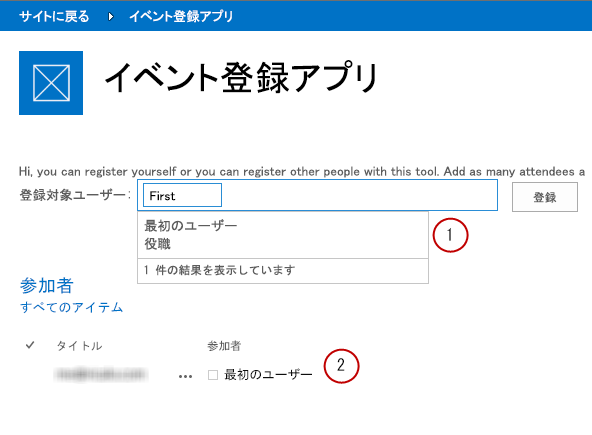 サイトに戻る イベント登録アプリ
イベント登録アプリ
Hi, you can register yourself or you can register other people with this tool. Add as many attendees a
登録対象ユーザー: First 登録
最初のユーザー
役職
1
1 件の結果を表示しています
参加者
すべてのアイテム
タイトル 参加者
... 最初のユーザー 2